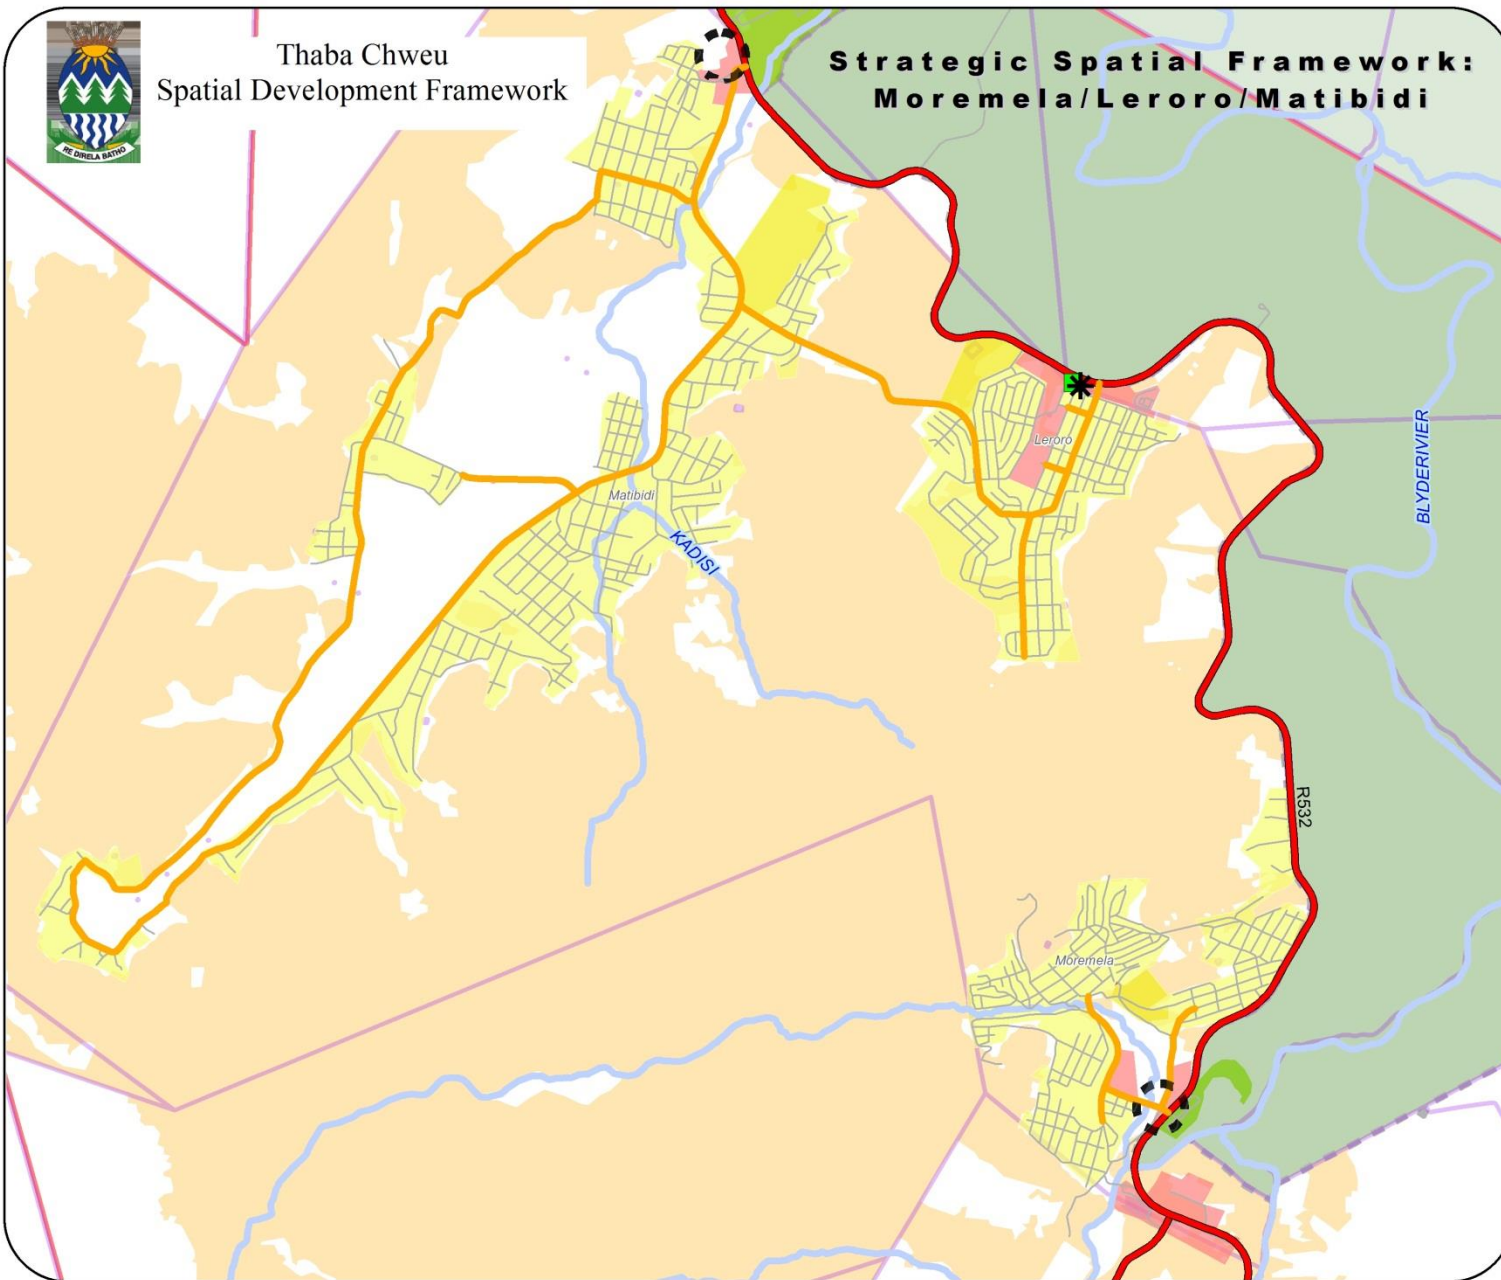 Thaba Chweu
Spatial Development Framework
RE DIRELA BATHO
Strategic Spatial Framework:
Moremela/Leroro/Matibidi
Leroro
BLYDERIVIER
Matibidi
KADISI
R532
Moremela